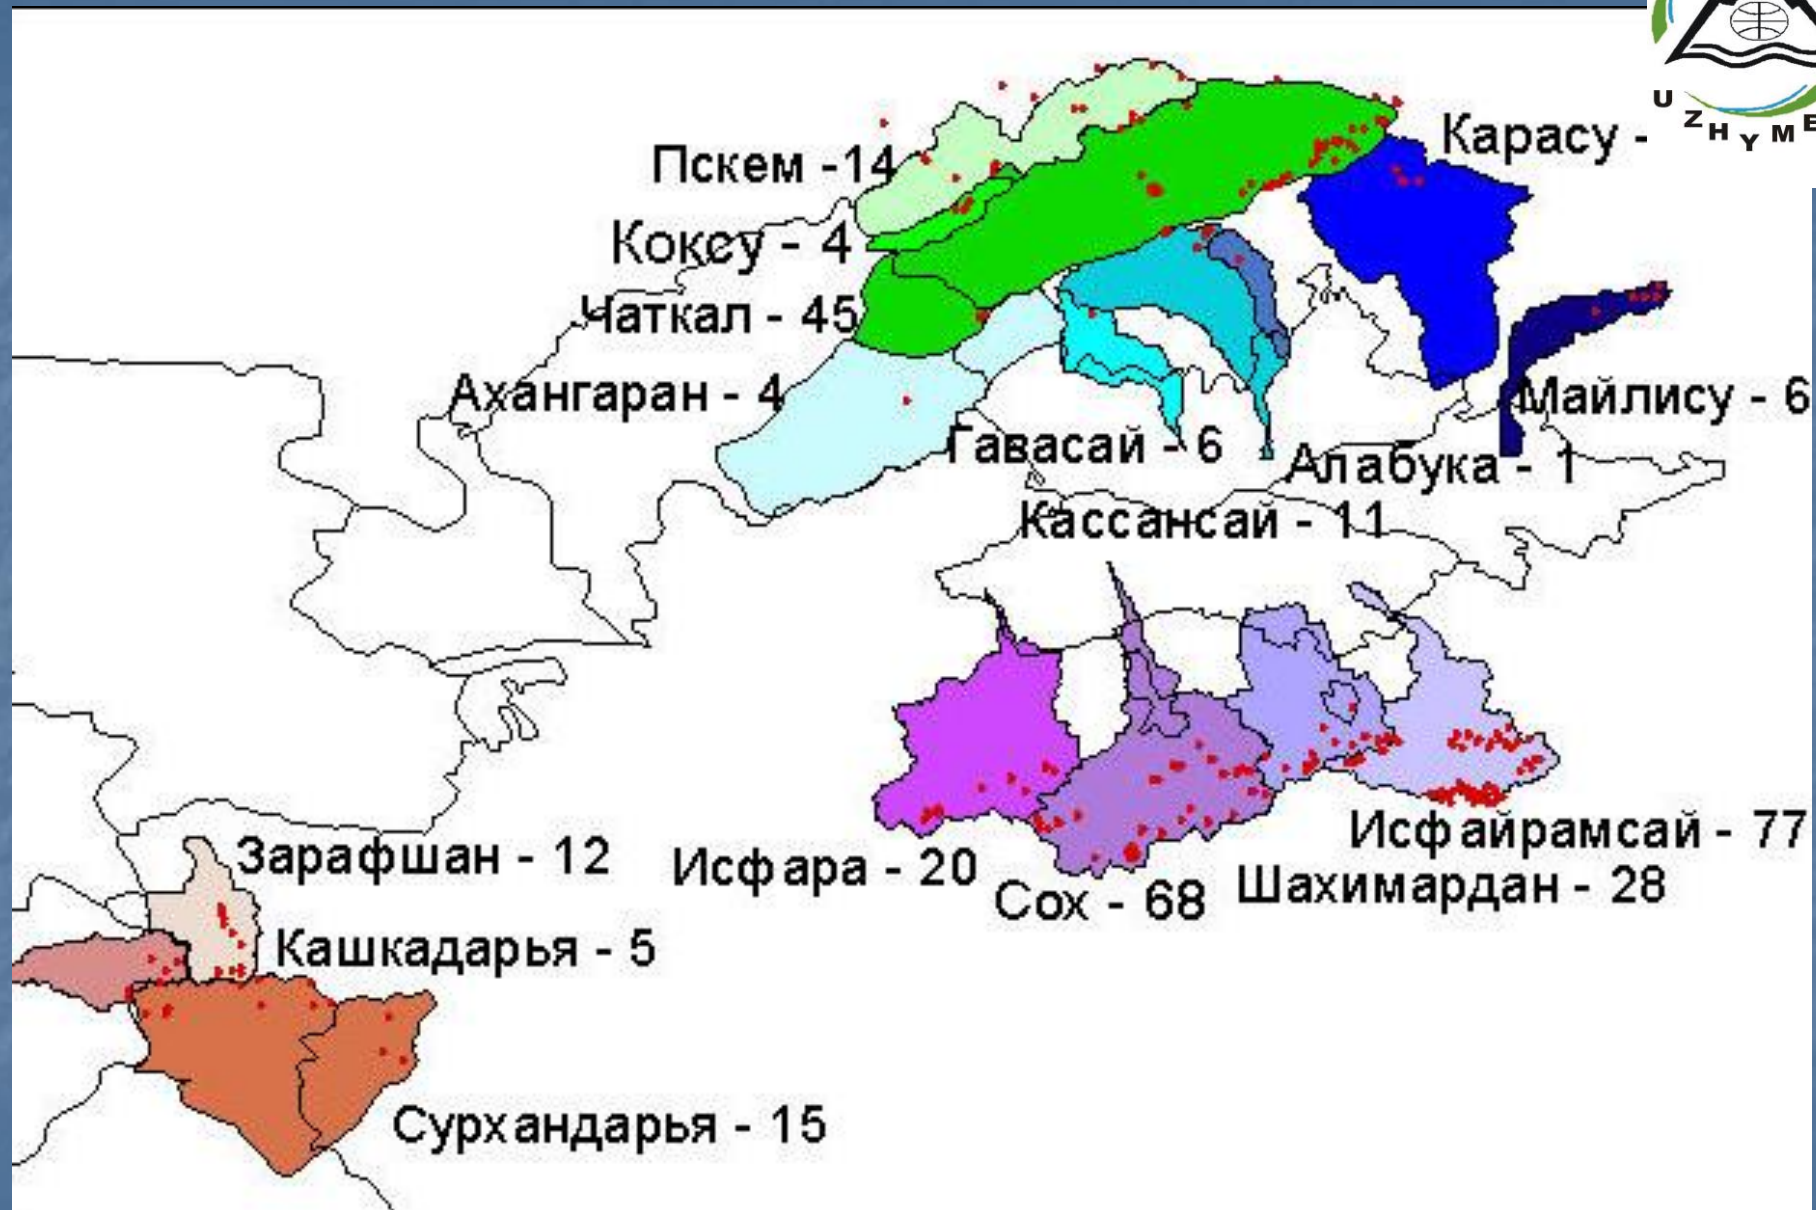 UZHYME
Карасу -
Пскем -14
Коксу - 4
Чаткал - 45
Ахангаран - 4
Майлису - 6
Гавасай - 6
Алабука - 1
Кассансай - 11
Исфайрамсай - 77
Зарафшан - 12
Исфара - 20
Сох - 68
Шахимардан - 28
Кашкадарья - 5
Сурхандарья - 15